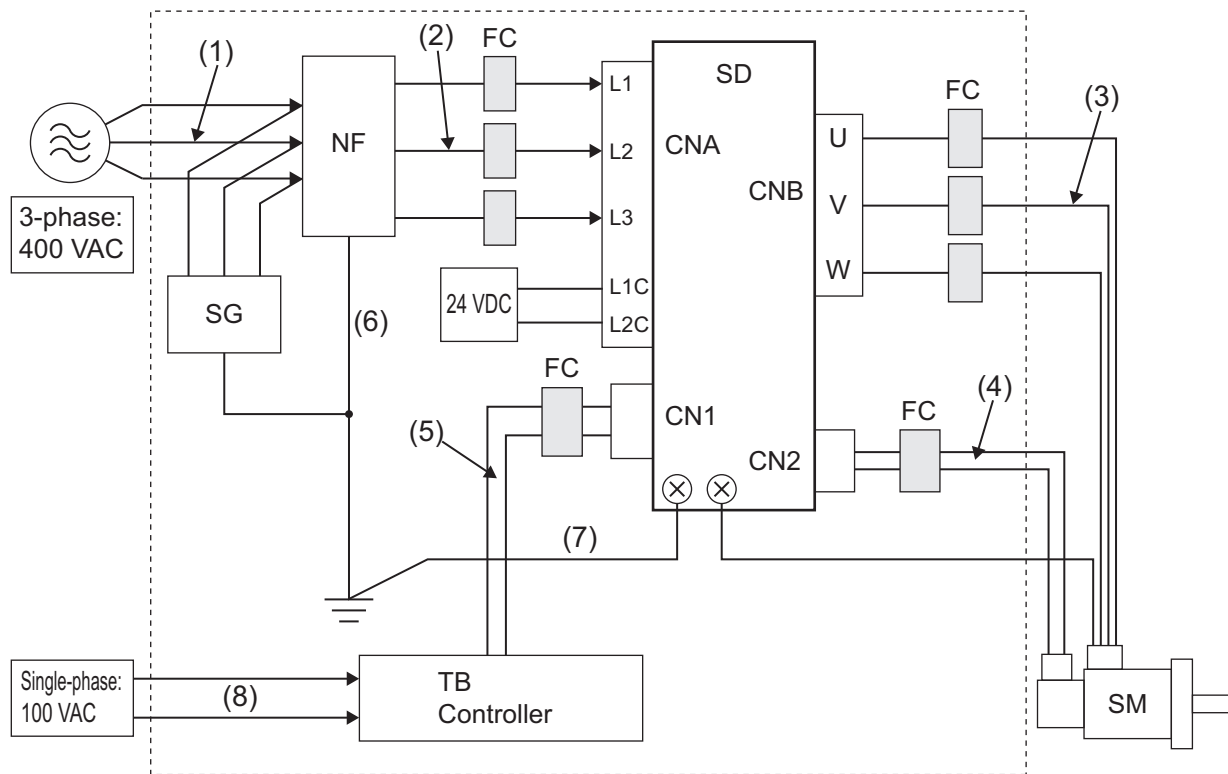 (1)
(2)
FC
SD
FC
(3)
L1
NF
CNA
U
L2
CNB
V
3-phase:
400 VAC
L3
W
SG
(6)
24 VDC
L1C
L2C
FC
(5)
CN1
FC
(4)
CN2
(7)
Single-phase:
100 VAC
(8)
TB
Controller
SM